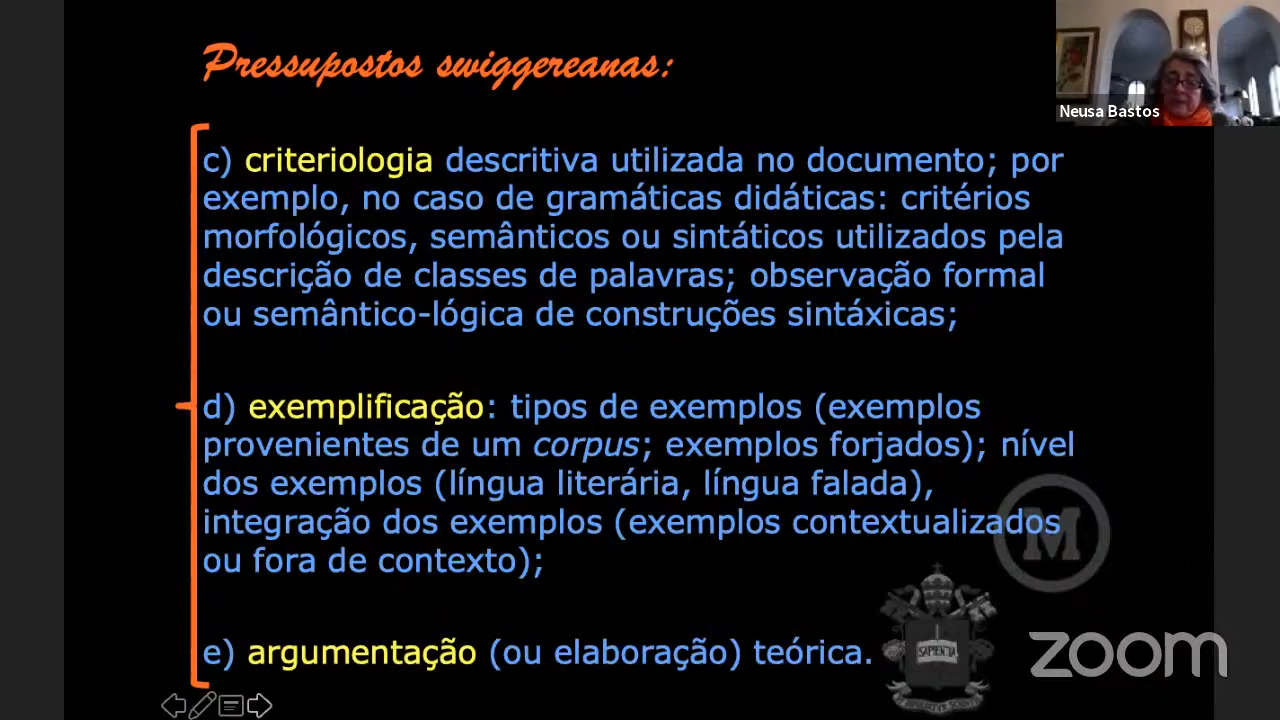 Pressupostos swiggereanas:
Neusa Bastos
c) criteriologia descritiva utilizada no documento; por
exemplo, no caso de gramáticas didáticas: critérios
morfológicos, semânticos ou sintáticos utilizados pela
descrição de classes de palavras; observação formal
ou semântico-lógica de construções sintáxicas;
d) exemplificação: tipos de exemplos (exemplos
provenientes de um corpus; exemplos forjados); nível
dos exemplos (língua literária, língua falada),
integração dos exemplos (exemplos contextualizados
ou fora de contexto);
M
e) argumentação (ou elaboração) teórica.
SAPIENTIA
zoom